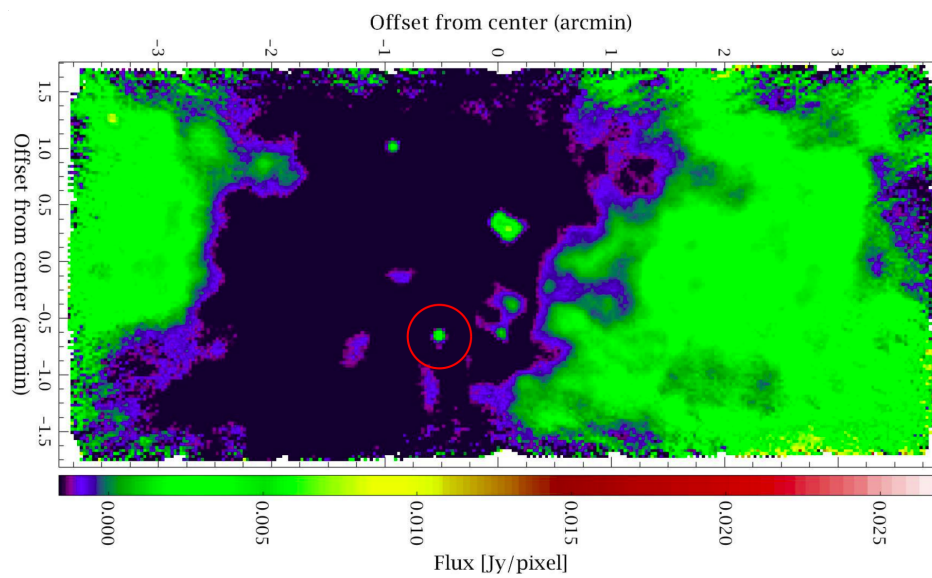 Offset from center (arcmin)
-3 -2 -1 0 1 2 3
Offset from center (arcmin)
1.5
1.0
0.5
0.0
-0.5
-1.0
-1.5
0.000 0.005 0.010 0.015 0.020 0.025
Flux [Jy/pixel]